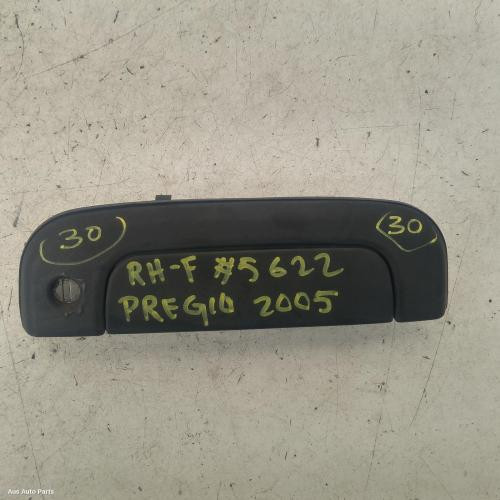 30
30
RH-F #5622
PREGIO 2005
Aus Auto Parts